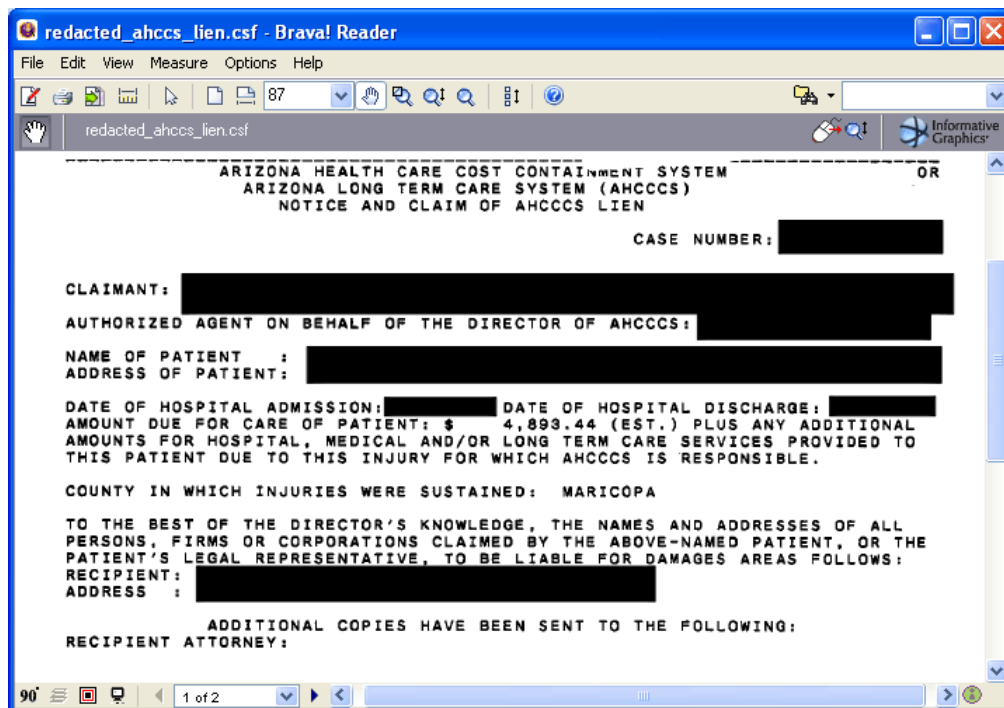 redacted_ahccs_lien.csf - Brava! Reader
File Edit View Measure Options Help
87
redacted_ahccs_lien.csf
Informative Graphics
ARIZONA HEALTH CARE COST CONTAINMENT SYSTEM OR
ARIZONA LONG TERM CARE SYSTEM (AHCCCS)
NOTICE AND CLAIM OF AHCCCS LIEN
CASE NUMBER:
CLAIMANT:
AUTHORIZED AGENT ON BEHALF OF THE DIRECTOR OF AHCCCS:
NAME OF PATIENT :
ADDRESS OF PATIENT:
DATE OF HOSPITAL ADMISSION: DATE OF HOSPITAL DISCHARGE:
AMOUNT DUE FOR CARE OF PATIENT: $ 4,893.44 (EST.) PLUS ANY ADDITIONAL
AMOUNTS FOR HOSPITAL, MEDICAL AND/OR LONG TERM CARE SERVICES PROVIDED TO
THIS PATIENT DUE TO THIS INJURY FOR WHICH AHCCCS IS RESPONSIBLE.
COUNTY IN WHICH INJURIES WERE SUSTAINED: MARICOPA
TO THE BEST OF THE DIRECTOR'S KNOWLEDGE, THE NAMES AND ADDRESSES OF ALL
PERSONS, FIRMS OR CORPORATIONS CLAIMED BY THE ABOVE-NAMED PATIENT, OR THE
PATIENT'S LEGAL REPRESENTATIVE, TO BE LIABLE FOR DAMAGES AREAS FOLLOWS:
RECIPIENT:
ADDRESS :
ADDITIONAL COPIES HAVE BEEN SENT TO THE FOLLOWING:
RECIPIENT ATTORNEY:
90° 1 of 2